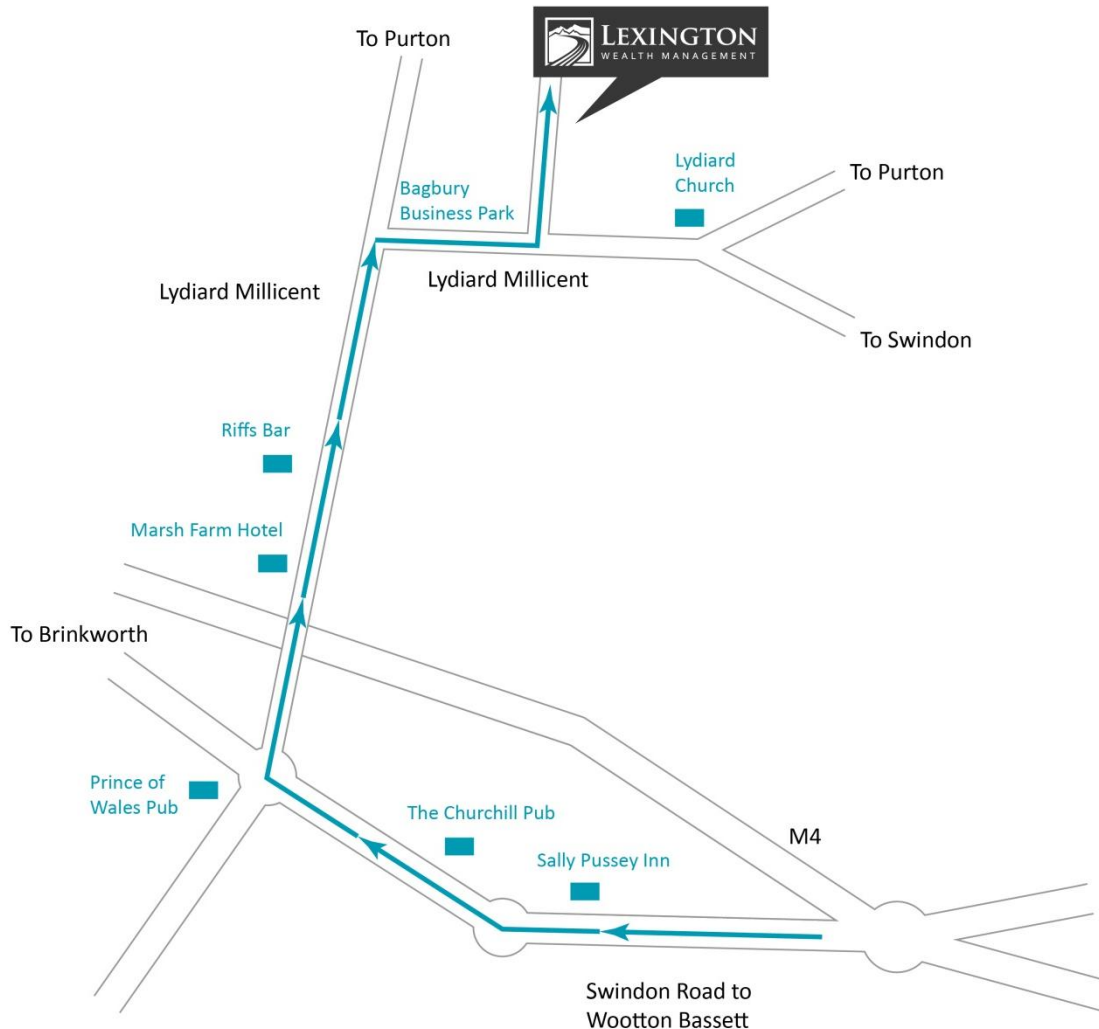 To Purton
LEXINGTON
WEALTH MANAGEMENT
Lydiard
Church
To Purton
Bagbury
Business Park
Lydiard Millicent
Lydiard Millicent
To Swindon
Riffs Bar
Marsh Farm Hotel
To Brinkworth
Prince of
Wales Pub
The Churchill Pub
M4
Sally Pussey Inn
Swindon Road to
Wootton Bassett